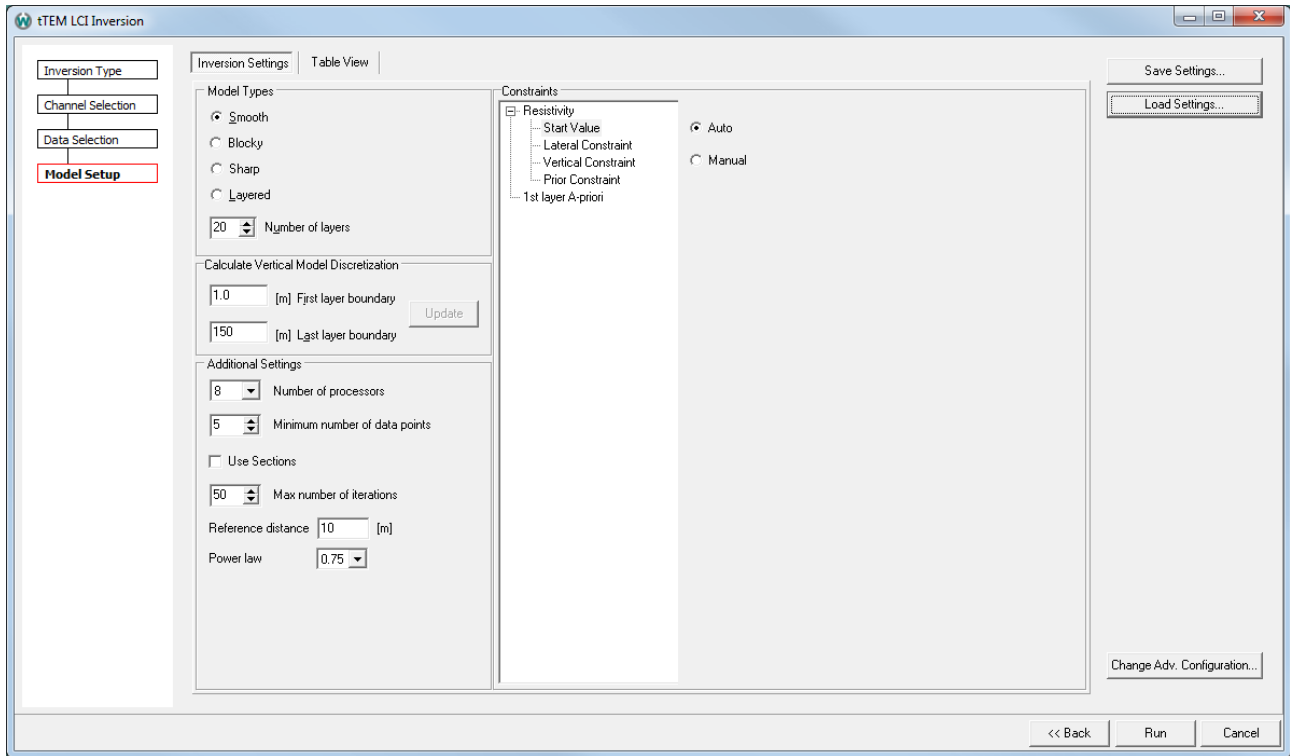 tTEM LCI Inversion
Inversion Type
Channel Selection
Data Selection
Model Setup
Inversion Settings
Table View
Model Types
Smooth
Blocky
Sharp
Layered
20 Number of layers
Calculate Vertical Model Discretization
1.0 [m] First layer boundary
Update
150 [m] Last layer boundary
Additional Settings
8 Number of processors
5 Minimum number of data points
Use Sections
50 Max number of iterations
Reference distance 10 [m]
Power law 0.75
Constraints
Resistivity
Start Value
Lateral Constraint
Vertical Constraint
Prior Constraint
1st layer A-priori
Auto
Manual
Save Settings...
Load Settings...
Change Adv. Configuration...
<< Back
Run
Cancel